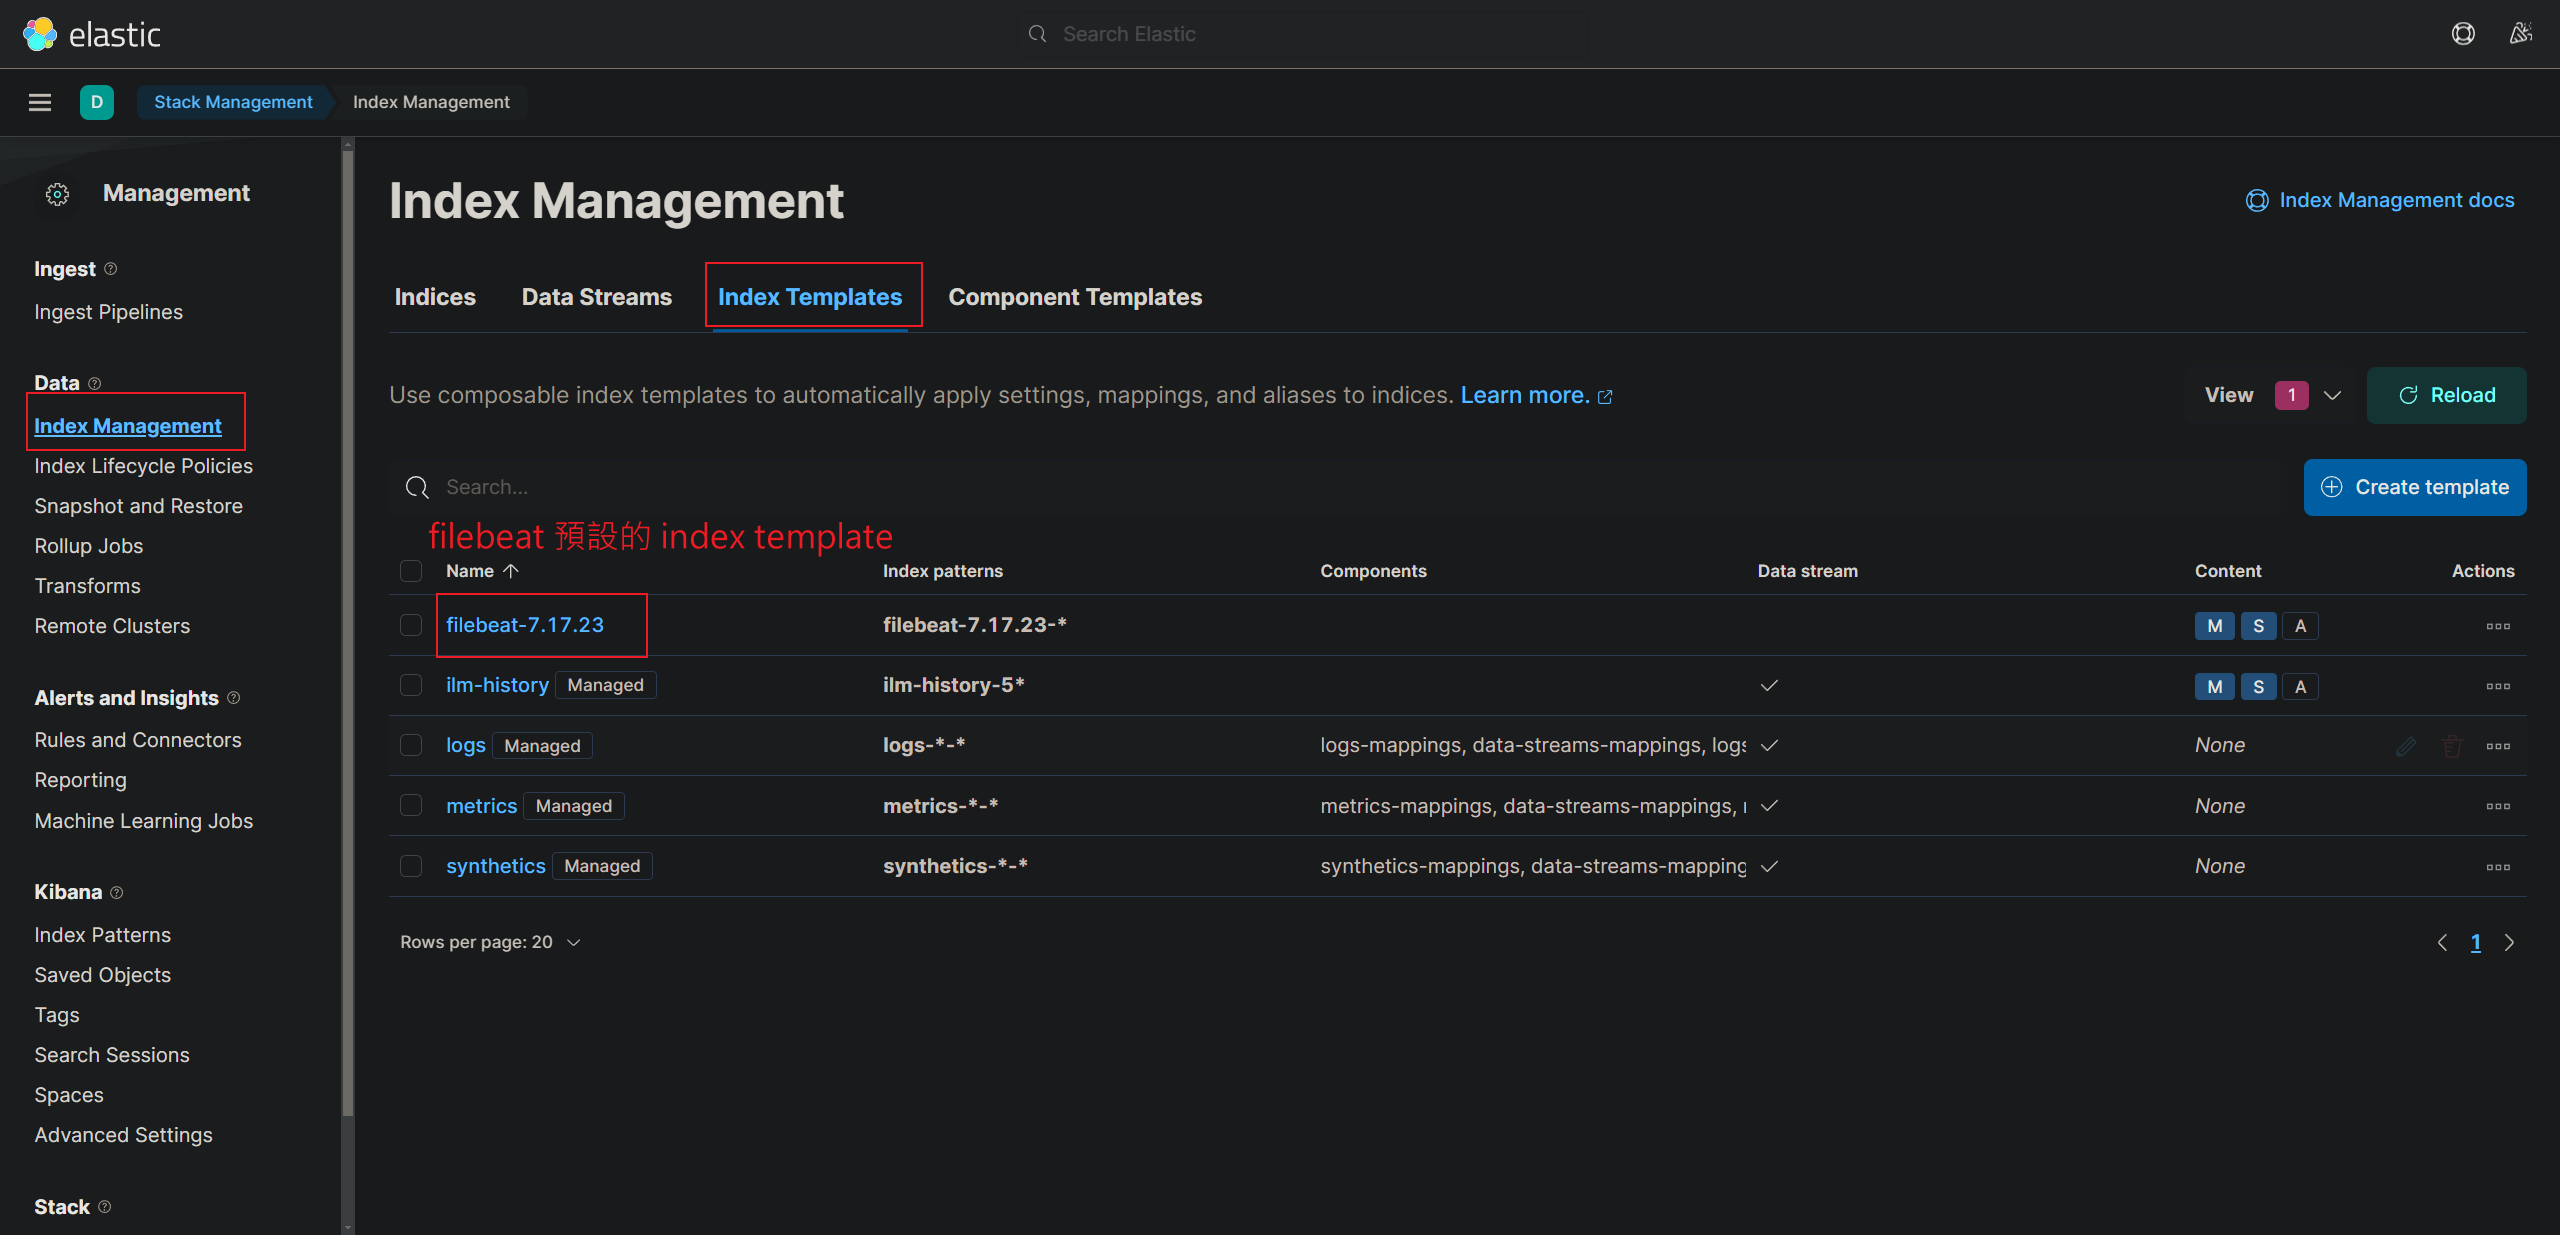 elastic
Search Elastic
D
Stack Management
Index Management
Management
Ingest
Ingest Pipelines
Data
Index Management
Index Lifecycle Policies
Snapshot and Restore
Rollup Jobs
Transforms
Remote Clusters
Alerts and Insights
Rules and Connectors
Reporting
Machine Learning Jobs
Kibana
Index Patterns
Saved Objects
Tags
Search Sessions
Spaces
Advanced Settings
Stack
Index Management
Index Management docs
Indices Data Streams Index Templates Component Templates
Use composable index templates to automatically apply settings, mappings, and aliases to indices. Learn more.
View 1
Reload
Search...
Create template
filebeat 預設的 index template
Name Index patterns Components Data stream Content Actions
filebeat-7.17.23 filebeat-7.17.23-* M S A
ilm-history Managed ilm-history-5* M S A
logs Managed logs-*-* logs-mappings, data-streams-mappings, logs None
metrics Managed metrics-*-* metrics-mappings, data-streams-mappings, None
synthetics Managed synthetics-*-* synthetics-mappings, data-streams-mapping None
Rows per page: 20
1